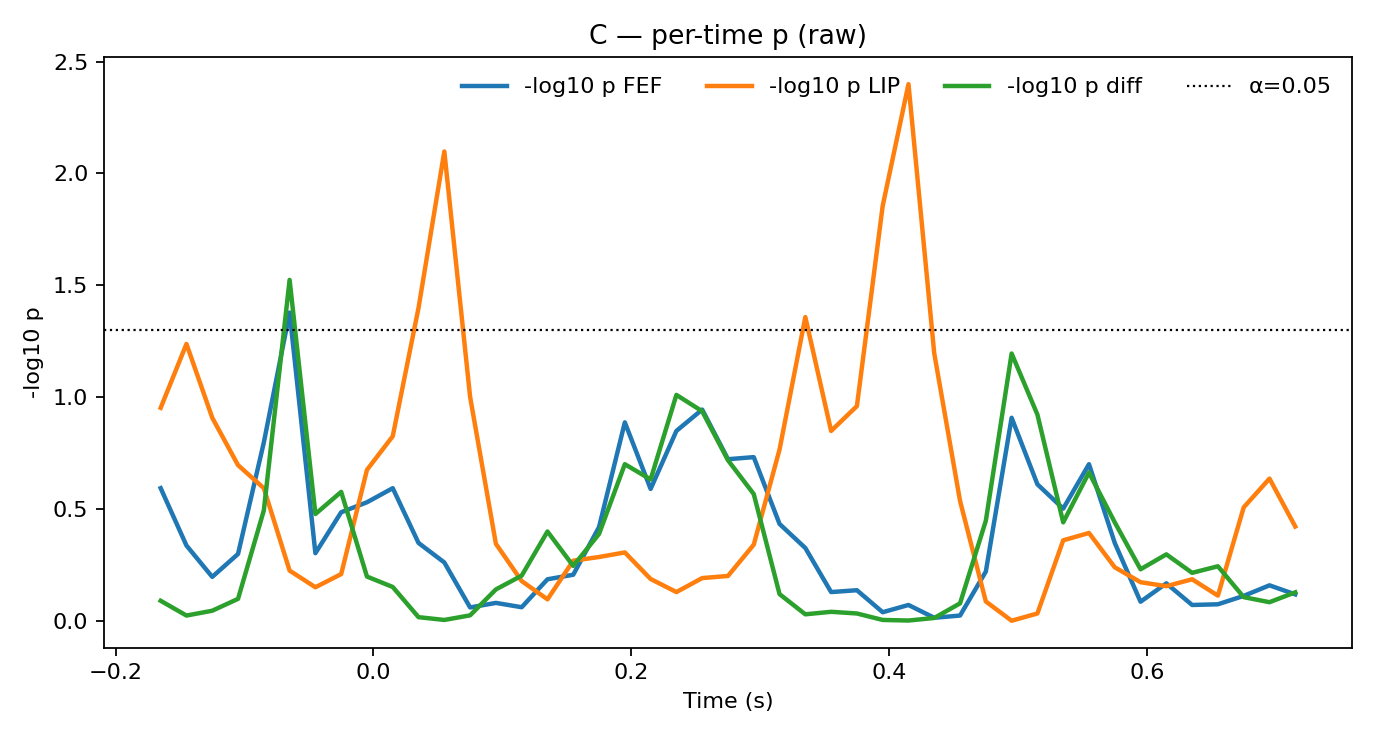 C — per-time p (raw)
-log10 p FEF
-log10 p LIP
-log10 p diff
α=0.05
-log10 p
2.5
2.0
1.5
1.0
0.5
0.0
−0.2
0.0
0.2
0.4
0.6
Time (s)